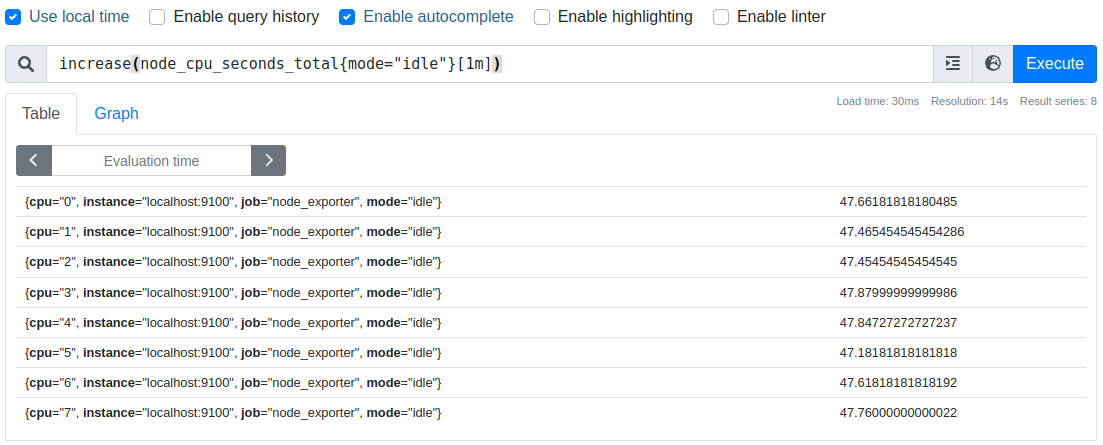 Use local time Enable query history Enable autocomplete Enable highlighting Enable linter
increase(node_cpu_seconds_total{mode="idle"}[1m]) Execute
Table Graph Load time: 30ms Resolution: 14s Result series: 8
Evaluation time
{cpu="0", instance="localhost:9100", job="node_exporter", mode="idle"} 47.66181818180485
{cpu="1", instance="localhost:9100", job="node_exporter", mode="idle"} 47.465454545454286
{cpu="2", instance="localhost:9100", job="node_exporter", mode="idle"} 47.45454545454545
{cpu="3", instance="localhost:9100", job="node_exporter", mode="idle"} 47.87999999999986
{cpu="4", instance="localhost:9100", job="node_exporter", mode="idle"} 47.84727272727237
{cpu="5", instance="localhost:9100", job="node_exporter", mode="idle"} 47.18181818181818
{cpu="6", instance="localhost:9100", job="node_exporter", mode="idle"} 47.61818181818192
{cpu="7", instance="localhost:9100", job="node_exporter", mode="idle"} 47.76000000000022